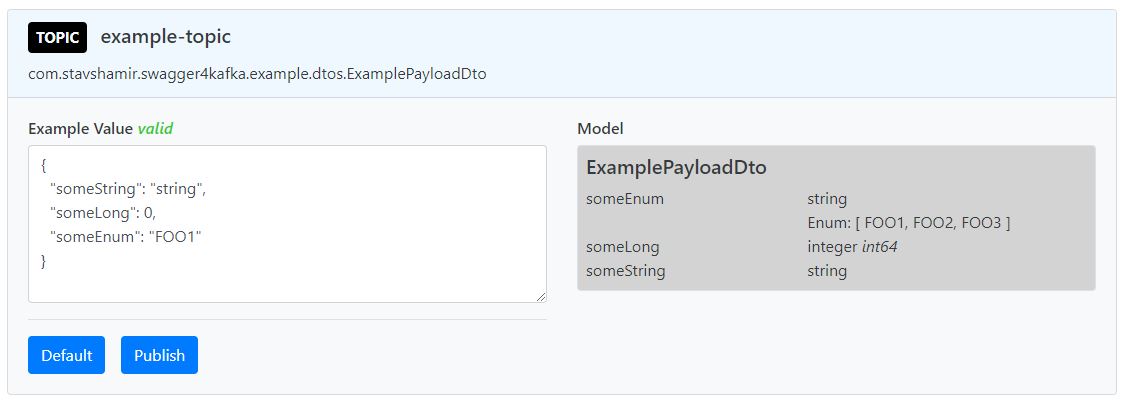 TOPIC example-topic
com.stavshamir.swagger4kafka.example.dtos.ExamplePayloadDto
Example Value valid
{
"someString": "string",
"someLong": 0,
"someEnum": "FOO1"
}
Default Publish
Model
ExamplePayloadDto
someEnum string
Enum: [ FOO1, FOO2, FOO3 ]
someLong integer int64
someString string